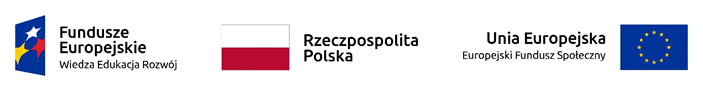 Fundusze
Europejskie
Wiedza Edukacja Rozwój
Rzeczpospolita
Polska
Unia Europejska
Europejski Fundusz Społeczny